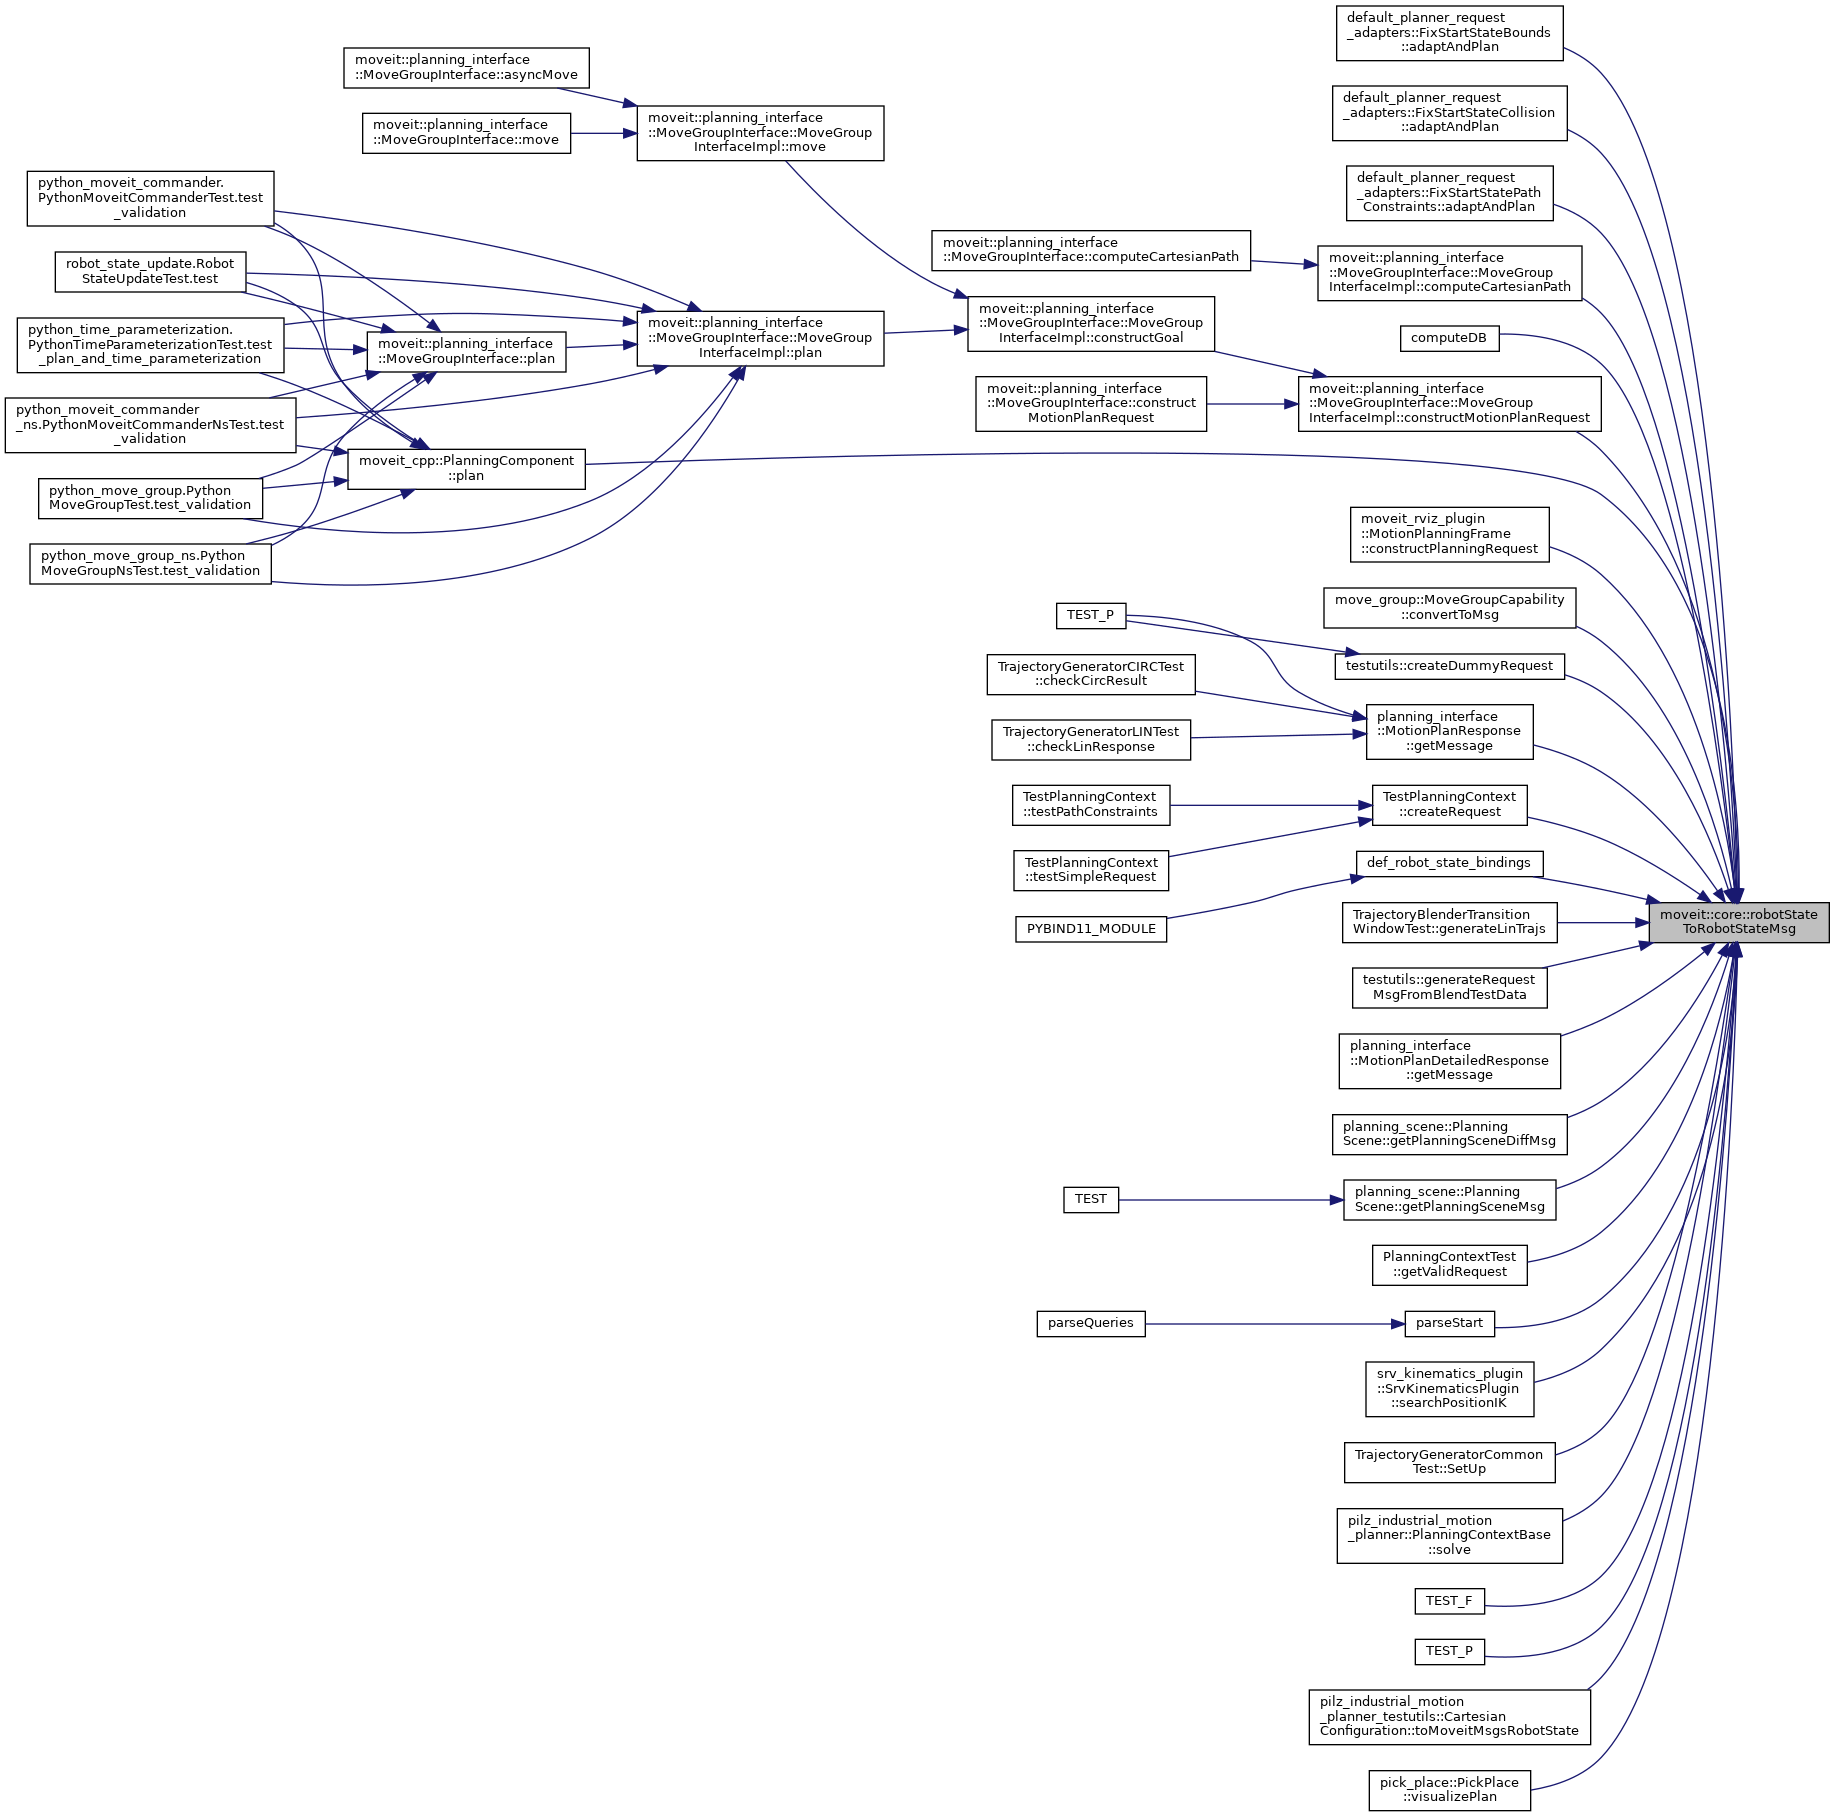 default_planner_request
_adapters::FixStartStateBounds
::adaptAndPlan
moveit::planning_interface
::MoveGroupInterface::asyncMove
default_planner_request
_adapters::FixStartStateCollision
::adaptAndPlan
moveit::planning_interface
::MoveGroupInterface::MoveGroup
InterfaceImpl::move
moveit::planning_interface
::MoveGroupInterface::move
default_planner_request
_adapters::FixStartStatePath
Constraints::adaptAndPlan
python_moveit_commander.
PythonMoveitCommanderTest.test
_validation
moveit::planning_interface
::MoveGroupInterface::computeCartesianPath
moveit::planning_interface
::MoveGroupInterface::MoveGroup
InterfaceImpl::computeCartesianPath
robot_state_update.Robot
StateUpdateTest.test
moveit::planning_interface
::MoveGroupInterface::MoveGroup
InterfaceImpl::constructGoal
moveit::planning_interface
::MoveGroupInterface::MoveGroup
InterfaceImpl::plan
python_time_parameterization.
PythonTimeParameterizationTest.test
_plan_and_time_parameterization
moveit::planning_interface
::MoveGroupInterface::plan
computeDB
moveit::planning_interface
::MoveGroupInterface::construct
MotionPlanRequest
moveit::planning_interface
::MoveGroupInterface::MoveGroup
InterfaceImpl::constructMotionPlanRequest
python_moveit_commander
_ns.PythonMoveitCommanderNsTest.test
_validation
moveit_cpp::PlanningComponent
::plan
python_move_group.Python
MoveGroupTest.test_validation
python_move_group_ns.Python
MoveGroupNsTest.test_validation
moveit_rviz_plugin
::MotionPlanningFrame
::constructPlanningRequest
move_group::MoveGroupCapability
::convertToMsg
TEST_P
testutils::createDummyRequest
TrajectoryGeneratorCIRCTest
::checkCircResult
planning_interface
::MotionPlanResponse
::getMessage
TrajectoryGeneratorLINTest
::checkLinResponse
TestPlanningContext
::testPathConstraints
TestPlanningContext
::createRequest
TestPlanningContext
::testSimpleRequest
def_robot_state_bindings
PYBIND11_MODULE
TrajectoryBlenderTransition
WindowTest::generateLinTrajs
moveit::core::robotState
ToRobotStateMsg
testutils::generateRequest
MsgFromBlendTestData
planning_interface
::MotionPlanDetailedResponse
::getMessage
planning_scene::Planning
Scene::getPlanningSceneDiffMsg
TEST
planning_scene::Planning
Scene::getPlanningSceneMsg
PlanningContextTest
::getValidRequest
parseQueries
parseStart
srv_kinematics_plugin
::SrvKinematicsPlugin
::searchPositionIK
TrajectoryGeneratorCommon
Test::SetUp
pilz_industrial_motion
_planner::PlanningContextBase
::solve
TEST_F
TEST_P
pilz_industrial_motion
_planner_testutils::Cartesian
Configuration::toMoveitMsgsRobotState
pick_place::PickPlace
::visualizePlan